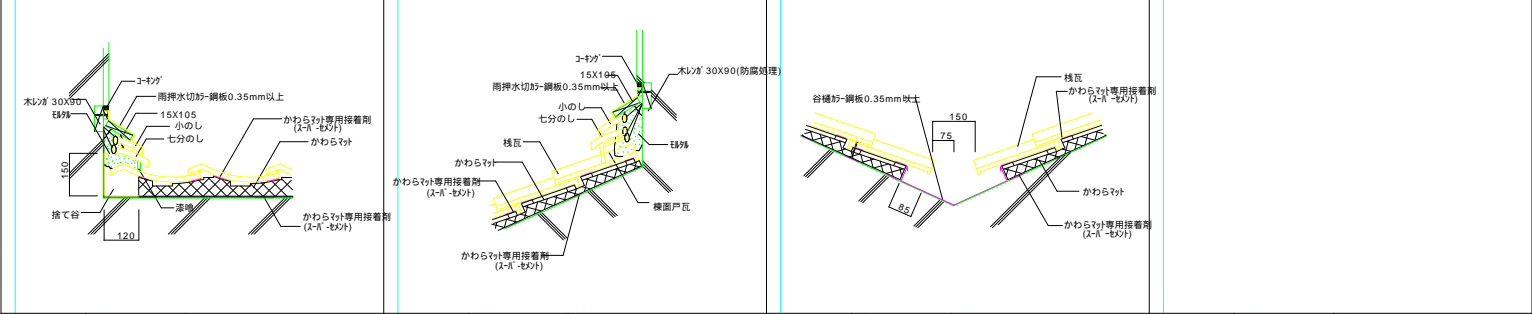 コーキング
木レンガ 30X90
雨押水切カラー鋼板0.35mm以上
モルタル
15X105
小のし
七分のし
かわらマット専用接着剤
(スーパーセメント)
かわらマット
150
捨て谷
漆喰
120
かわらマット専用接着剤
(スーパーセメント)
コーキング
木レンガ 30X90(防腐処理)
15X105
雨押水切カラー鋼板0.35mm以上
小のし
七分のし
桟瓦
モルタル
かわらマット
かわらマット専用接着剤
(スーパーセメント)
棟面戸瓦
かわらマット専用接着剤
(スーパーセメント)
谷樋カラー鋼板0.35mm以上
150
75
桟瓦
かわらマット専用接着剤
(スーパーセメント)
かわらマット
85
かわらマット専用接着剤
(スーパーセメント)